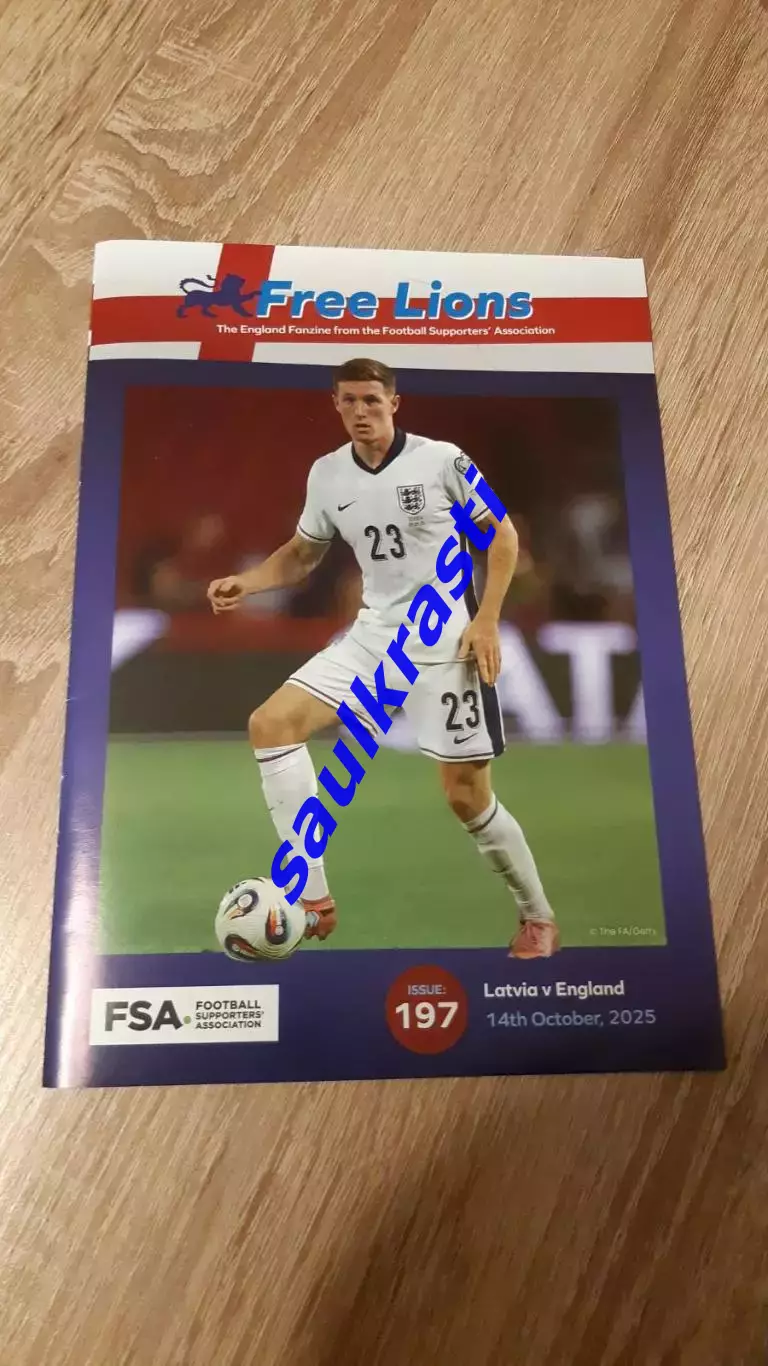 Free Lions
The England Fanzine from the Football Supporters' Association
23
23
saulkrasti
ATA
© The FA/Getty
FSA.
FOOTBALL
SUPPORTERS'
ASSOCIATION
ISSUE:
197
Latvia v England
14th October, 2025